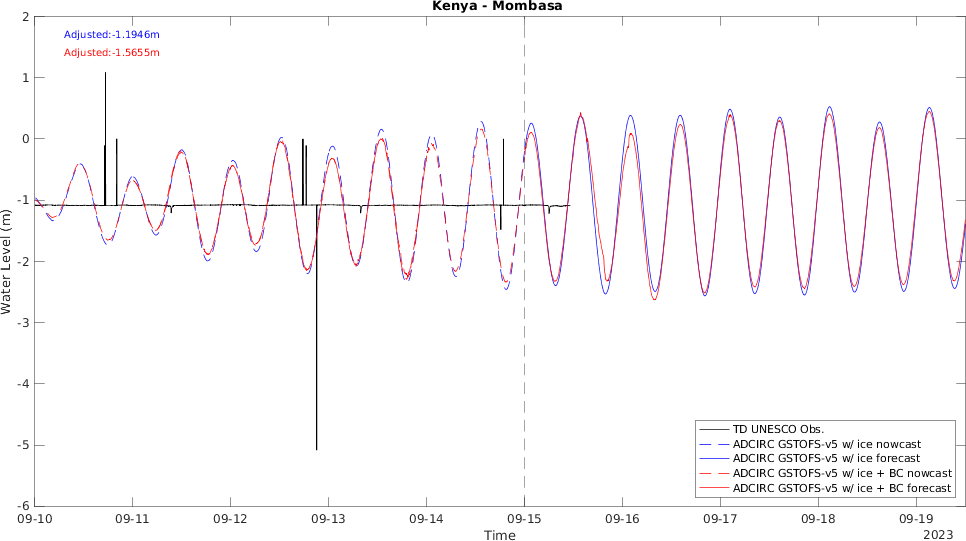 Kenya - Mombasa
Adjusted:-1.1946m
Adjusted:-1.5655m
2
1
0
-1
-2
-3
-4
-5
-6
Water Level (m)
TD UNESCO Obs.
ADCIRC GSTOFS-v5 w/ ice nowcast
ADCIRC GSTOFS-v5 w/ ice forecast
ADCIRC GSTOFS-v5 w/ ice + BC nowcast
ADCIRC GSTOFS-v5 w/ ice + BC forecast
09-10 09-11 09-12 09-13 09-14 09-15 09-16 09-17 09-18 09-19
Time
2023